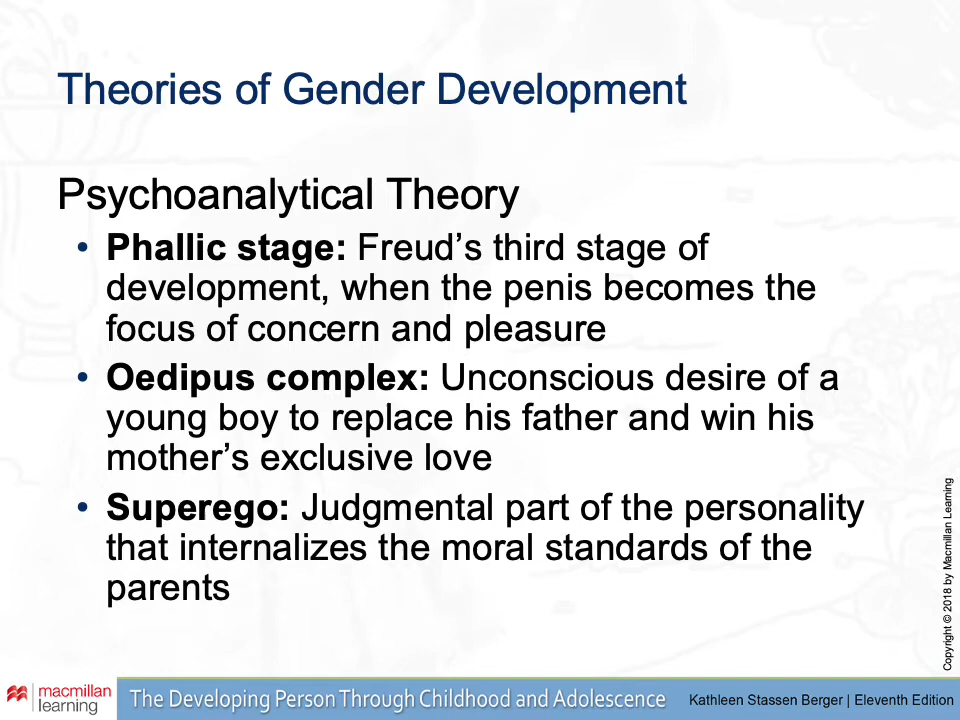 Theories of Gender Development
Psychoanalytical Theory
• Phallic stage: Freud’s third stage of
development, when the penis becomes the
focus of concern and pleasure
• Oedipus complex: Unconscious desire of a
young boy to replace his father and win his
mother’s exclusive love
• Superego: Judgmental part of the personality
that internalizes the moral standards of the
parents
Copyright © 2018 by Macmillan Learning
macmillan
learning
The Developing Person Through Childhood and Adolescence
Kathleen Stassen Berger | Eleventh Edition